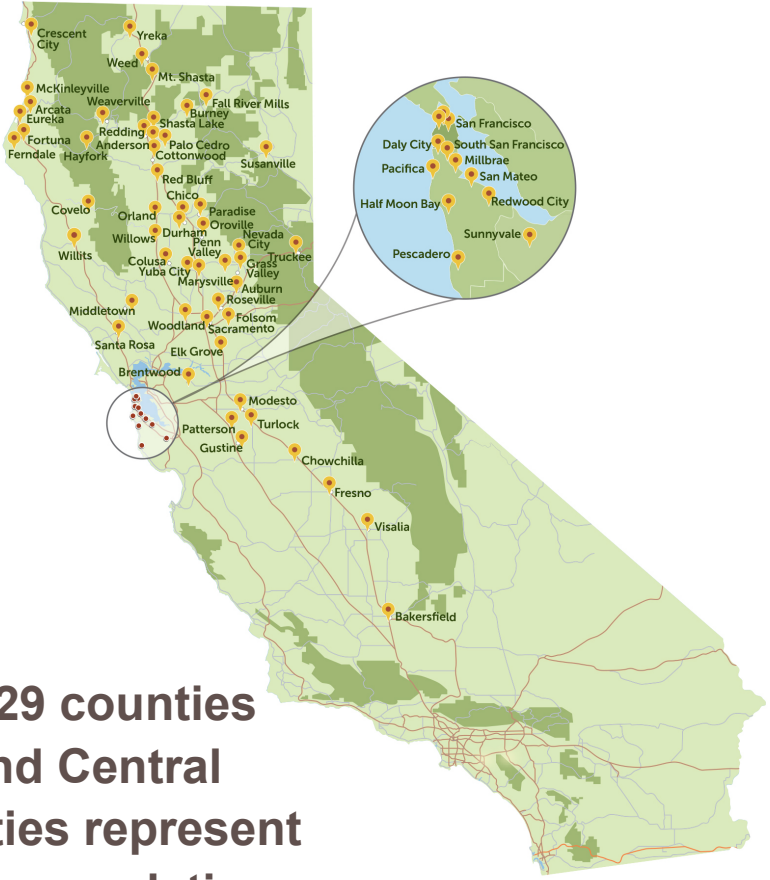 Crescent
City
Yreka
Weed
Mt. Shasta
McKinleyville
Arcata
Eureka
Fortuna
Ferndale
Weaverville
Hayfork
Redding
Anderson
Burney
Fall River Mills
Shasta Lake
Palo Cedro
Cottonwood
Susanville
Red Bluff
Chico
Covelo
Orland
Paradise
Oroville
Willows
Durham
Willits
Colusa
Penn
Valley
Nevada
City
Truckee
Yuba City
Grass
Valley
Marysville
Auburn
Roseville
Middletown
Woodland
Folsom
Sacramento
Santa Rosa
Elk Grove
Brentwood
Modesto
Patterson
Turlock
Gustine
Chowchilla
Fresno
Visalia
Bakersfield
San Francisco
Daly City
South San Francisco
Millbrae
Pacifica
San Mateo
Half Moon Bay
Redwood City
Sunnyvale
Pescadero
29 counties
Central
represent